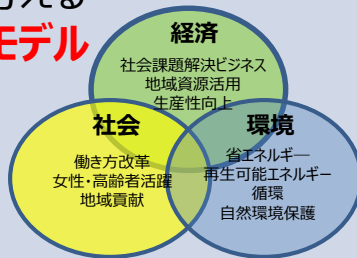 モデル
経済
社会課題解決ビジネス
地域資源活用
生産性向上
社会
働き方改革
女性・高齢者活躍
地域貢献
環境
省エネルギー
再生可能エネルギー
循環
自然環境保護